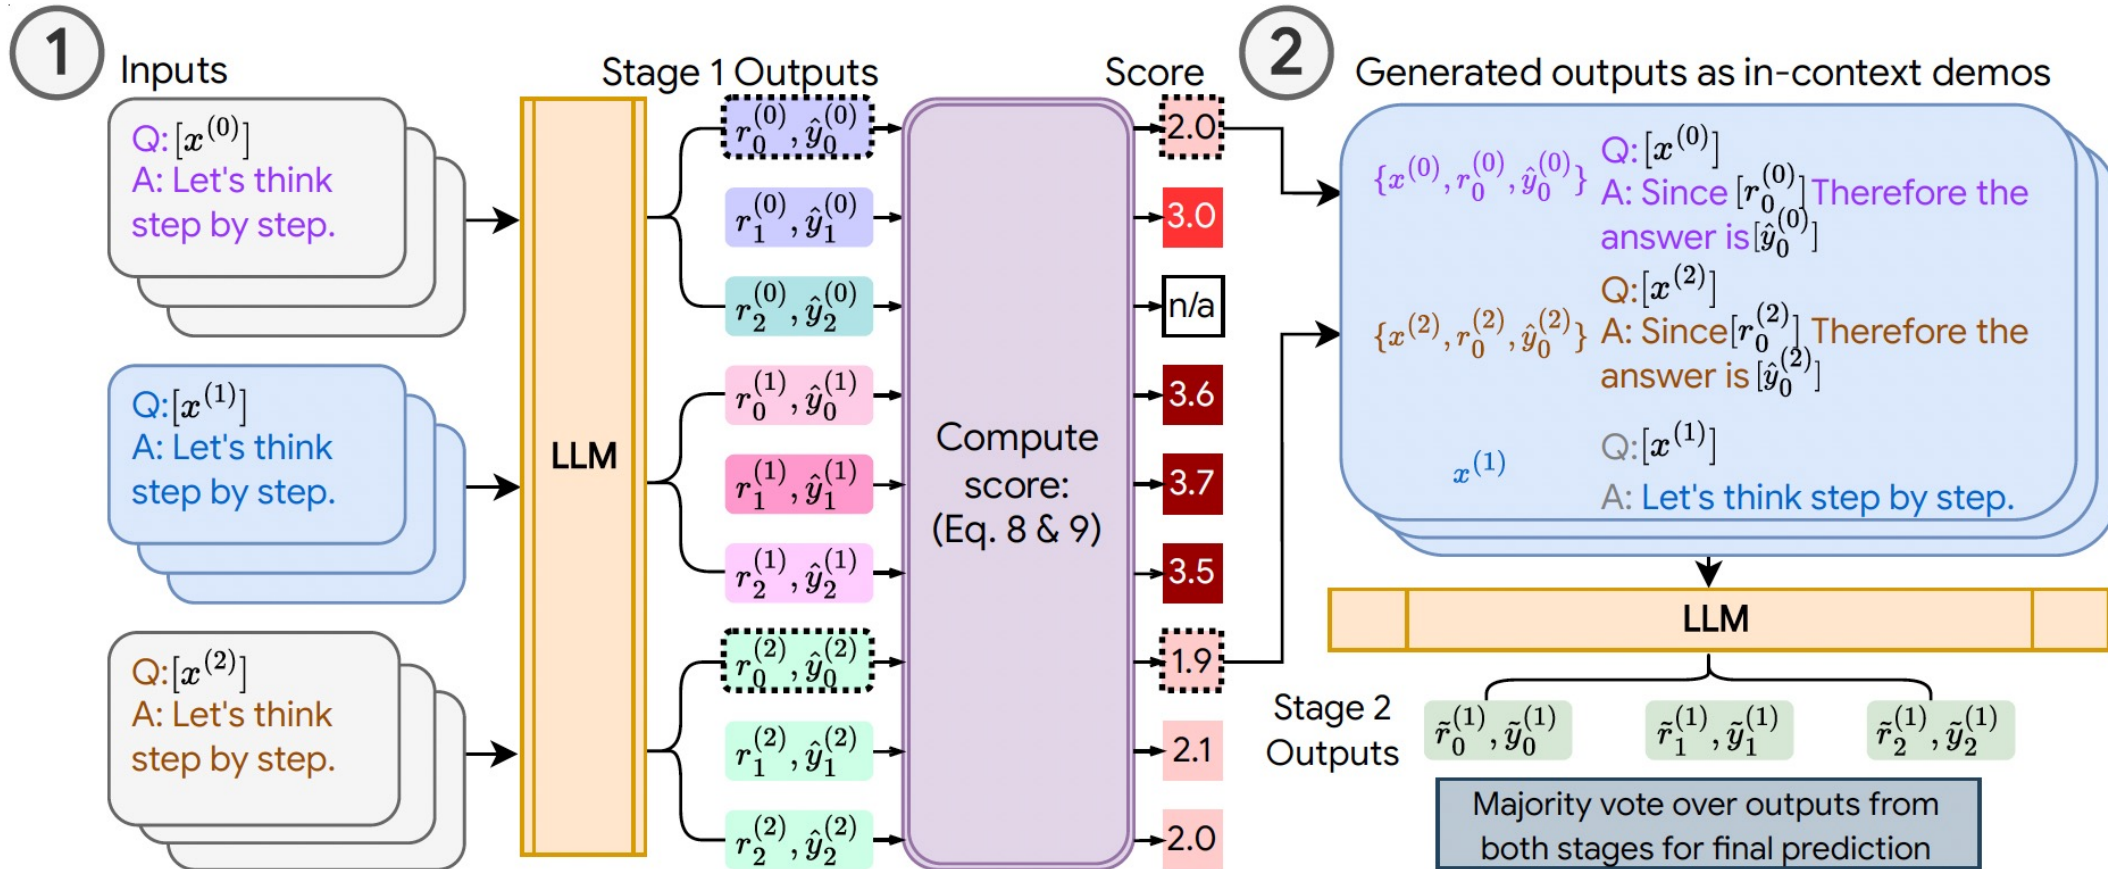 1
Inputs
Q: [x^{(0)}]
A: Let's think
step by step.
Q:[x^{(1)}]
A: Let's think
step by step.
Q:[x^{(2)}]
A: Let's think
step by step.
LLM
Stage 1 Outputs
r_0^{(0)}, ŷ_0^{(0)}
r_1^{(0)}, ŷ_1^{(0)}
r_2^{(0)}, ŷ_2^{(0)}
r_0^{(1)}, ŷ_0^{(1)}
r_1^{(1)}, ŷ_1^{(1)}
r_2^{(1)}, ŷ_2^{(1)}
r_0^{(2)}, ŷ_0^{(2)}
r_1^{(2)}, ŷ_1^{(2)}
r_2^{(2)}, ŷ_2^{(2)}
Compute
score:
(Eq. 8 & 9)
Score
2.0
3.0
n/a
3.6
3.7
3.5
1.9
2.1
2.0
2
Generated outputs as in-context demos
{x^{(0)}, r_0^{(0)}, ŷ_0^{(0)}}
Q: [x^{(0)}]
A: Since [r_0^{(0)}] Therefore the
answer is [ŷ_0^{(0)}]
{x^{(2)}, r_0^{(2)}, ŷ_0^{(2)}}
Q:[x^{(2)}]
A: Since[r_0^{(2)}] Therefore the
answer is [ŷ_0^{(2)}]
x^{(1)}
Q:[x^{(1)}]
A: Let's think step by step.
LLM
Stage 2
Outputs
r̃_0^{(1)}, ỹ_0^{(1)}
r̃_1^{(1)}, ỹ_1^{(1)}
r̃_2^{(1)}, ỹ_2^{(1)}
Majority vote over outputs from
both stages for final prediction